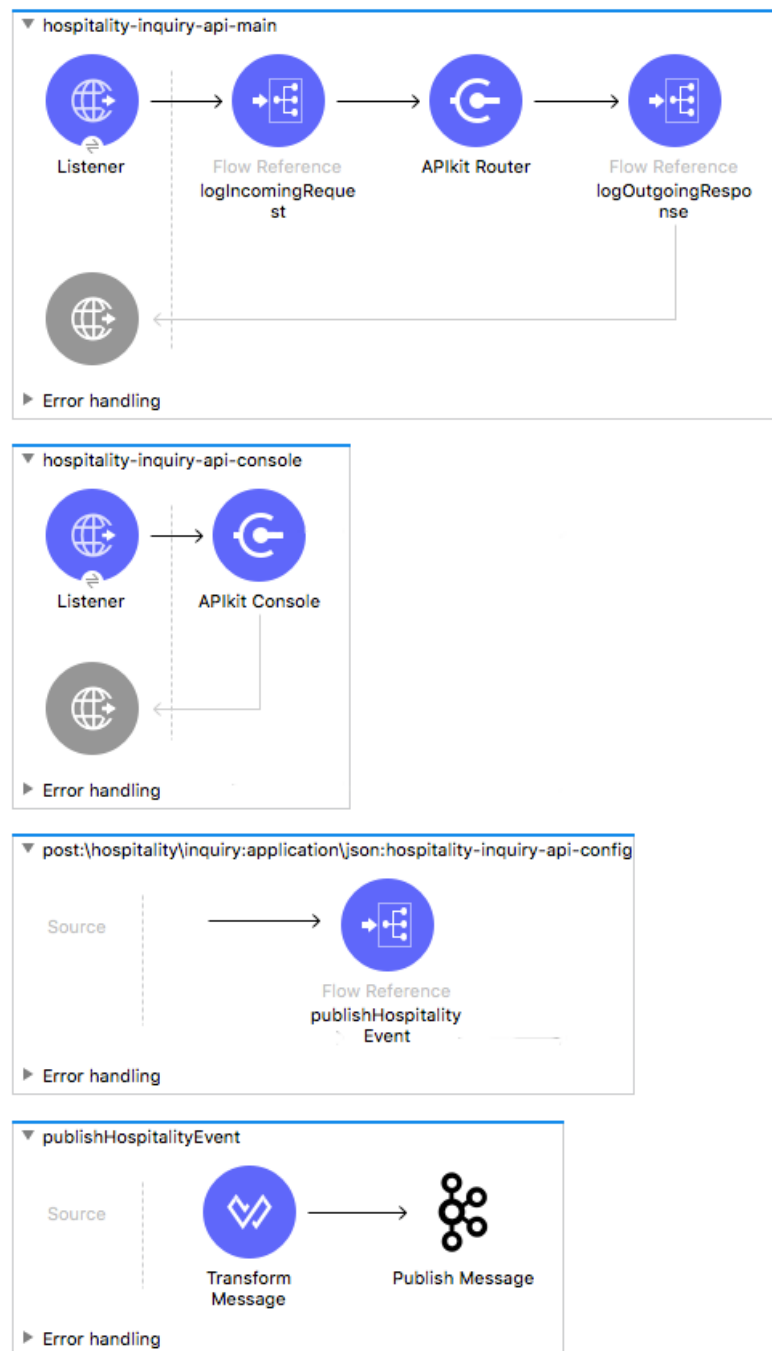 hospitality-inquiry-api-main
Listener
Flow Reference
logIncomingReque
st
APIkit Router
Flow Reference
logOutgoingRespo
nse
Error handling
hospitality-inquiry-api-console
Listener
APIkit Console
Error handling
post:\hospitality\inquiry:application\json:hospitality-inquiry-api-config
Source
Flow Reference
publishHospitality
Event
Error handling
publishHospitalityEvent
Source
Transform
Message
Publish Message
Error handling